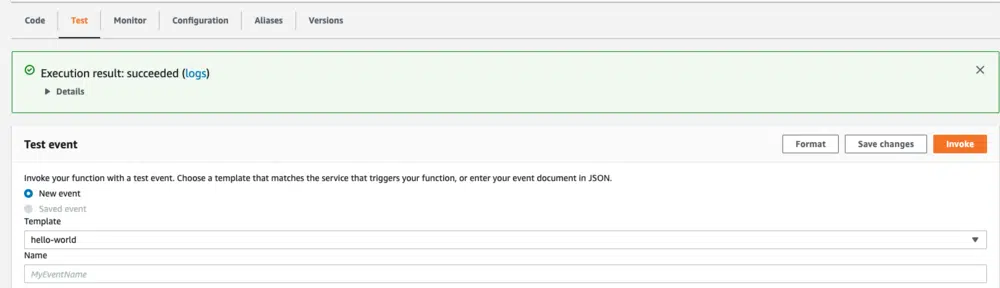 Code Test Monitor Configuration Aliases Versions
Execution result: succeeded (logs)
Details
Test event Format Save changes Invoke
Invoke your function with a test event. Choose a template that matches the service that triggers your function, or enter your event document in JSON.
New event
Saved event
Template
hello-world
Name
MyEventName